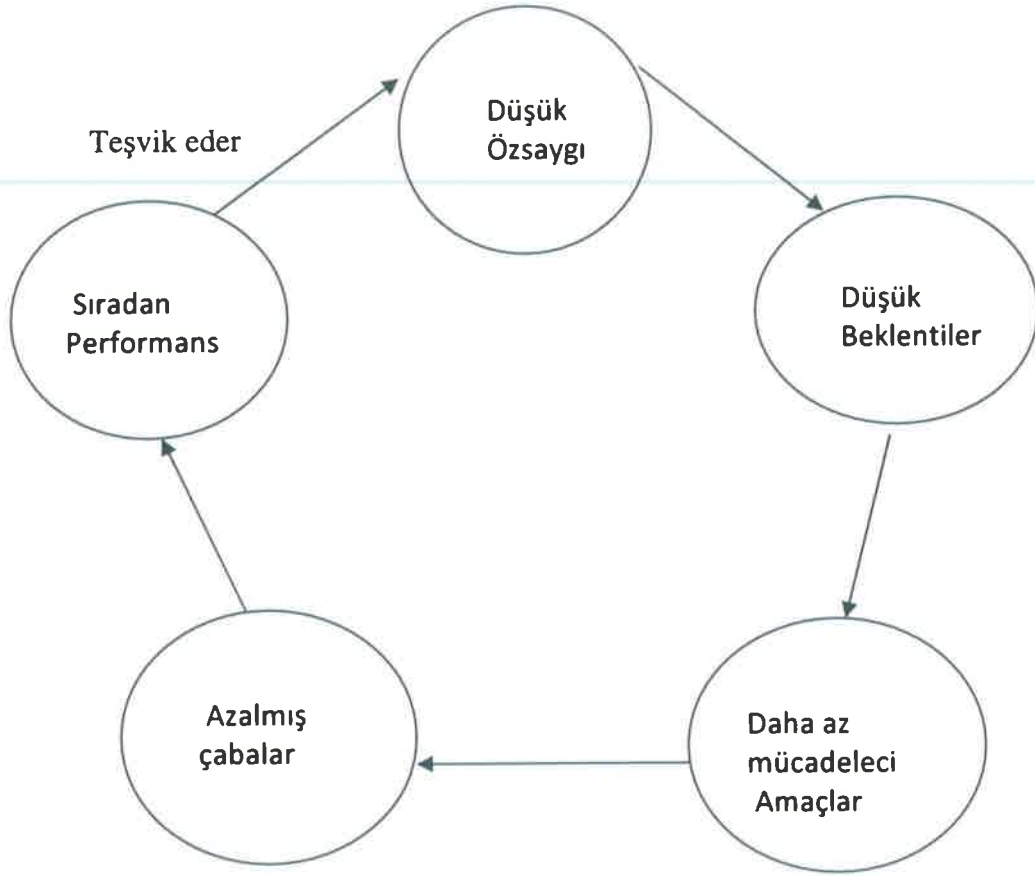 Düşük
Özsaygı
Teşvik eder
Düşük
Beklentiler
Sıradan
Performans
Daha az
mücadeleci
Amaçlar
Azalmış
çabalar